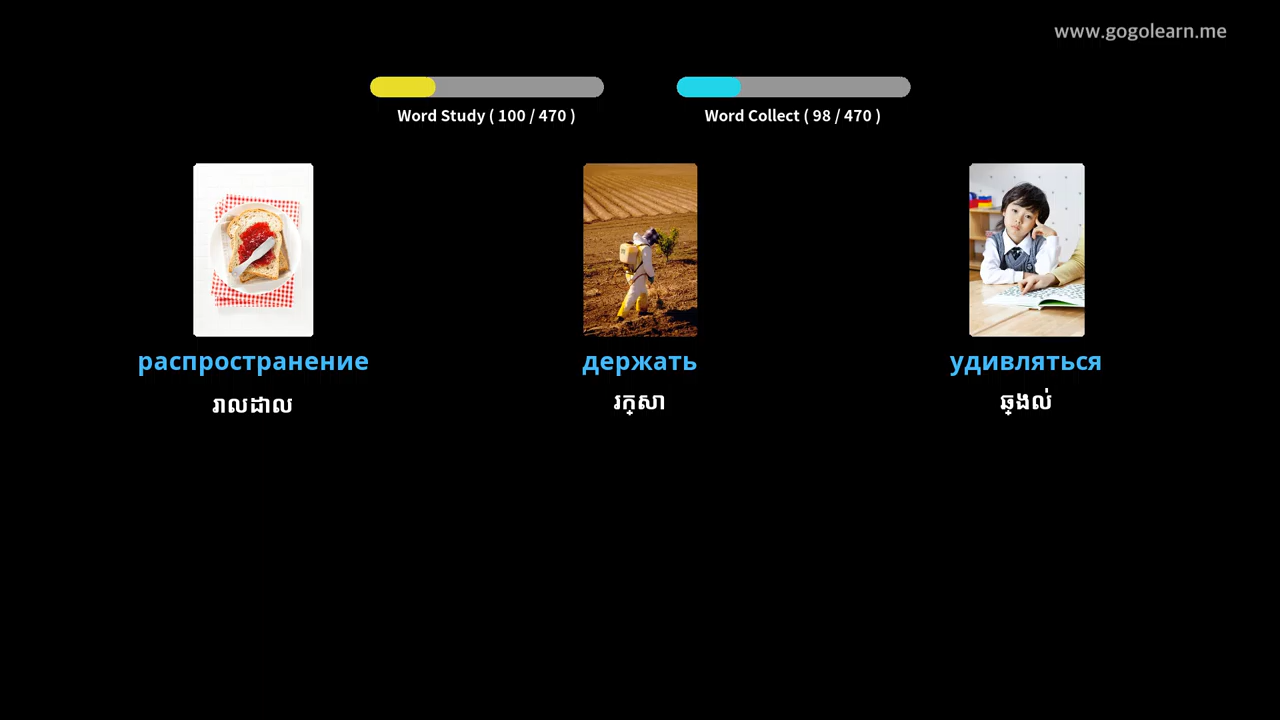 www.gogolearn.me
Word Study ( 100 / 470 )
Word Collect ( 98 / 470 )
распространение
держать
удивляться
រាលដាល
រក្សា
ឆ្ងល់